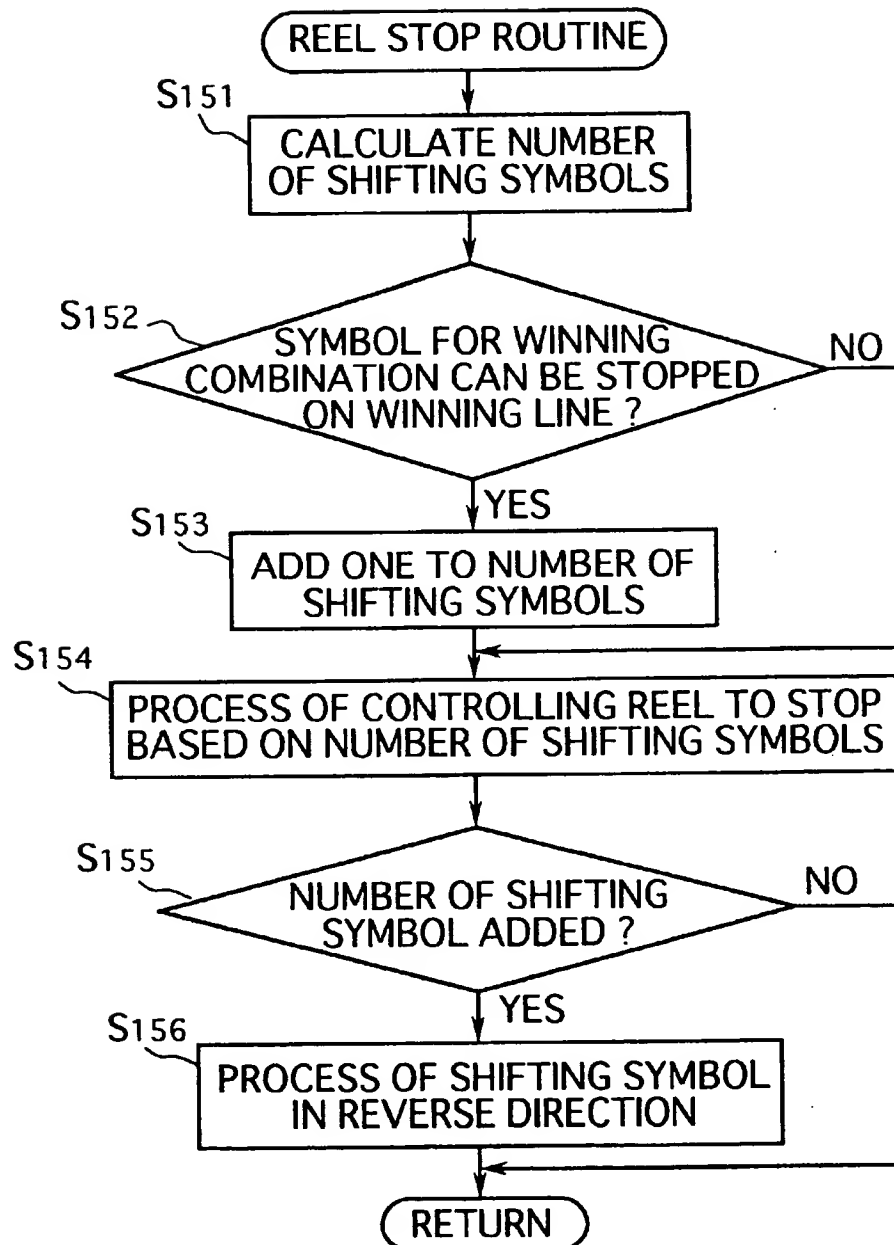 REEL STOP ROUTINE
S151
CALCULATE NUMBER
OF SHIFTING SYMBOLS
S152
SYMBOL FOR WINNING
COMBINATION CAN BE STOPPED
ON WINNING LINE ?
NO
YES
S153
ADD ONE TO NUMBER OF
SHIFTING SYMBOLS
S154
PROCESS OF CONTROLLING REEL TO STOP
BASED ON NUMBER OF SHIFTING SYMBOLS
S155
NUMBER OF SHIFTING
SYMBOL ADDED ?
NO
YES
S156
PROCESS OF SHIFTING SYMBOL
IN REVERSE DIRECTION
RETURN